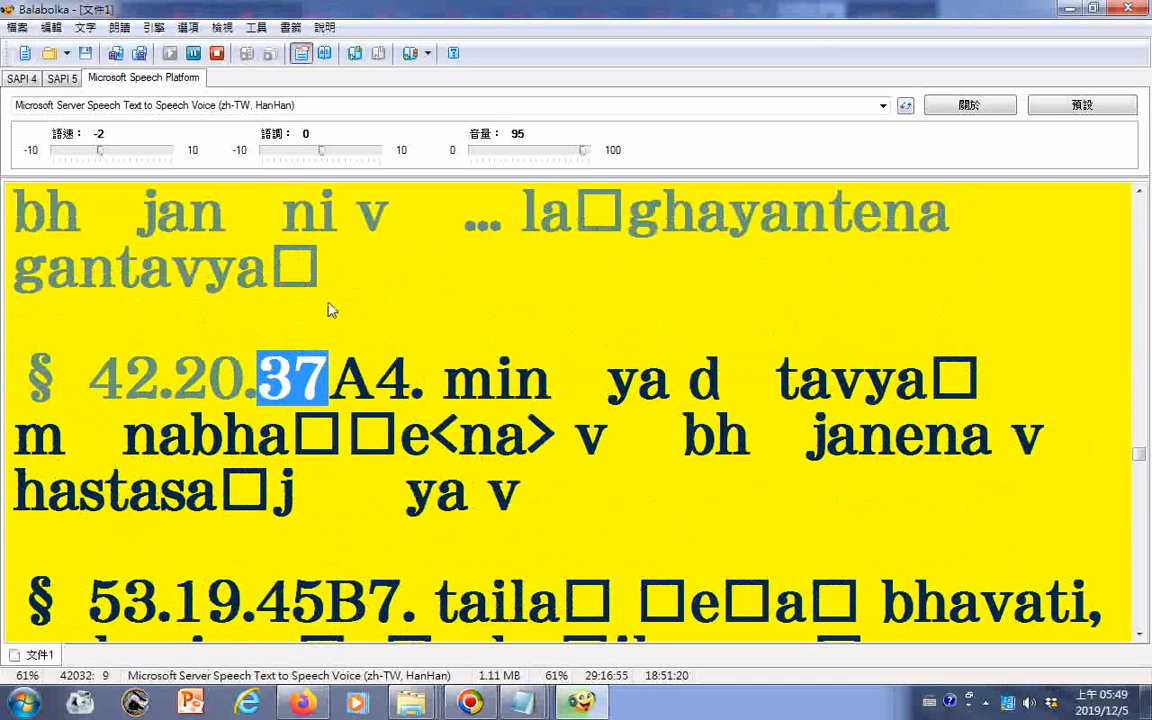 Balabolka - [文件1]
檔案 編輯 文字 朗讀 引擎 選項 檢視 工具 書籤 說明
SAPI 4 SAPI 5 Microsoft Speech Platform
Microsoft Server Speech Text to Speech Voice (zh-TW, HanHan) 關於 預設
語速： -2 語調： 0 音量： 95
-10 10 -10 10 0 100
bh jan ni v ... la□ghayantena
gantavya□
§ 42.20.37A4. min ya d tavya□
m nabha□□e<na> v bh janena v
hastasa□j ya v
§ 53.19.45B7. taila□ □e□a□ bhavati,
文件1
61% 42032: 9 Microsoft Server Speech Text to Speech Voice (zh-TW, HanHan) 1.11 MB 61% 29:16:55 18:51:20
上午 05:49
2019/12/5